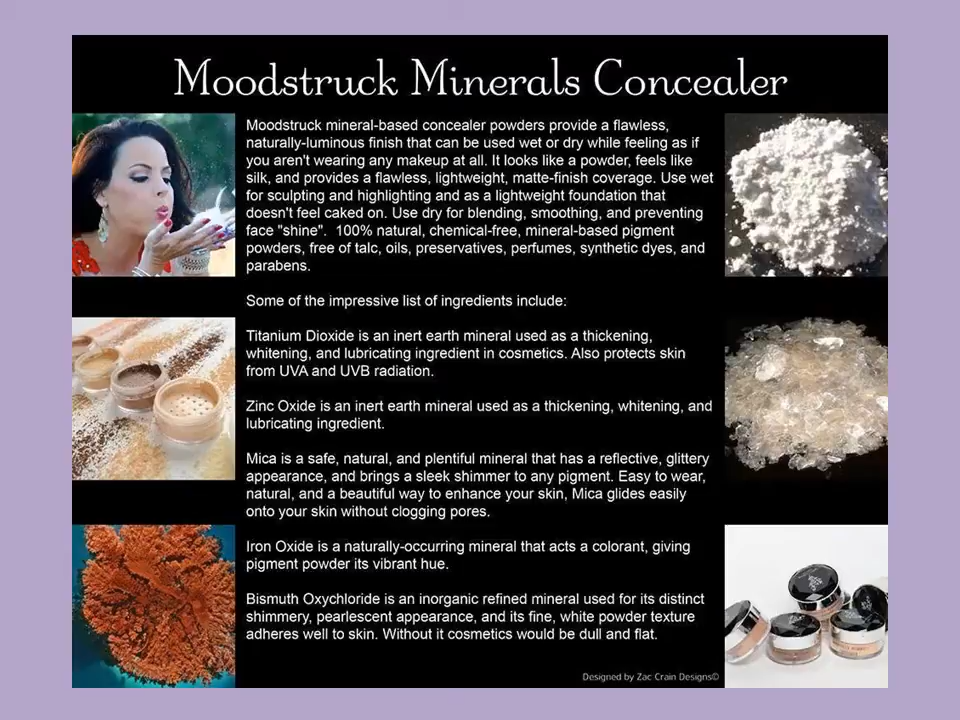 Moodstruck Minerals Concealer
Moodstruck mineral-based concealer powders provide a flawless,
naturally-luminous finish that can be used wet or dry while feeling as if
you aren't wearing any makeup at all. It looks like a powder, feels like
silk, and provides a flawless, lightweight, matte-finish coverage. Use wet
for sculpting and highlighting and as a lightweight foundation that
doesn't feel caked on. Use dry for blending, smoothing, and preventing
face "shine".  100% natural, chemical-free, mineral-based pigment
powders, free of talc, oils, preservatives, perfumes, synthetic dyes, and
parabens.
Some of the impressive list of ingredients include:
Titanium Dioxide is an inert earth mineral used as a thickening,
whitening, and lubricating ingredient in cosmetics. Also protects skin
from UVA and UVB radiation.
Zinc Oxide is an inert earth mineral used as a thickening, whitening, and
lubricating ingredient.
Mica is a safe, natural, and plentiful mineral that has a reflective, glittery
appearance, and brings a sleek shimmer to any pigment. Easy to wear,
natural, and a beautiful way to enhance your skin, Mica glides easily
onto your skin without clogging pores.
Iron Oxide is a naturally-occurring mineral that acts a colorant, giving
pigment powder its vibrant hue.
Bismuth Oxychloride is an inorganic refined mineral used for its distinct
shimmery, pearlescent appearance, and its fine, white powder texture
adheres well to skin. Without it cosmetics would be dull and flat.
Designed by Zac Crain Designs©